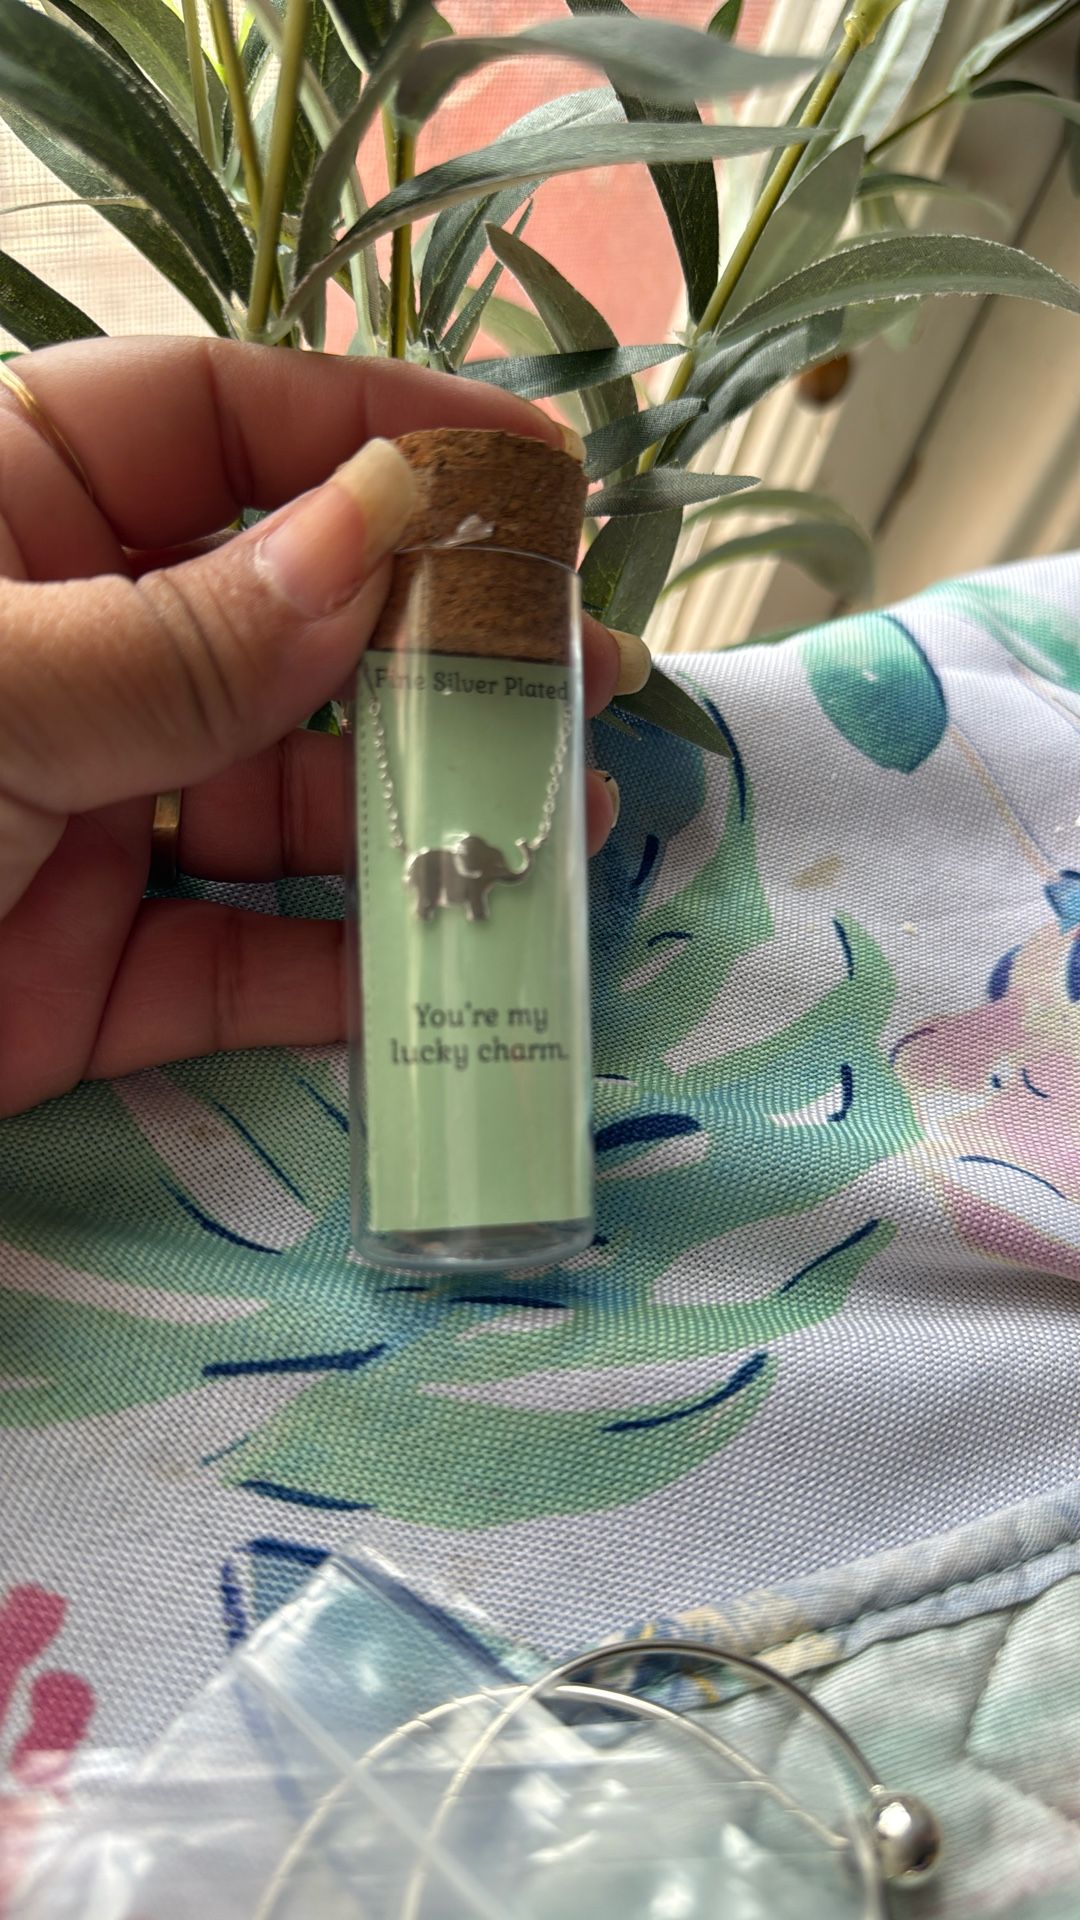 Fine Silver Plated
You're my
lucky charm.